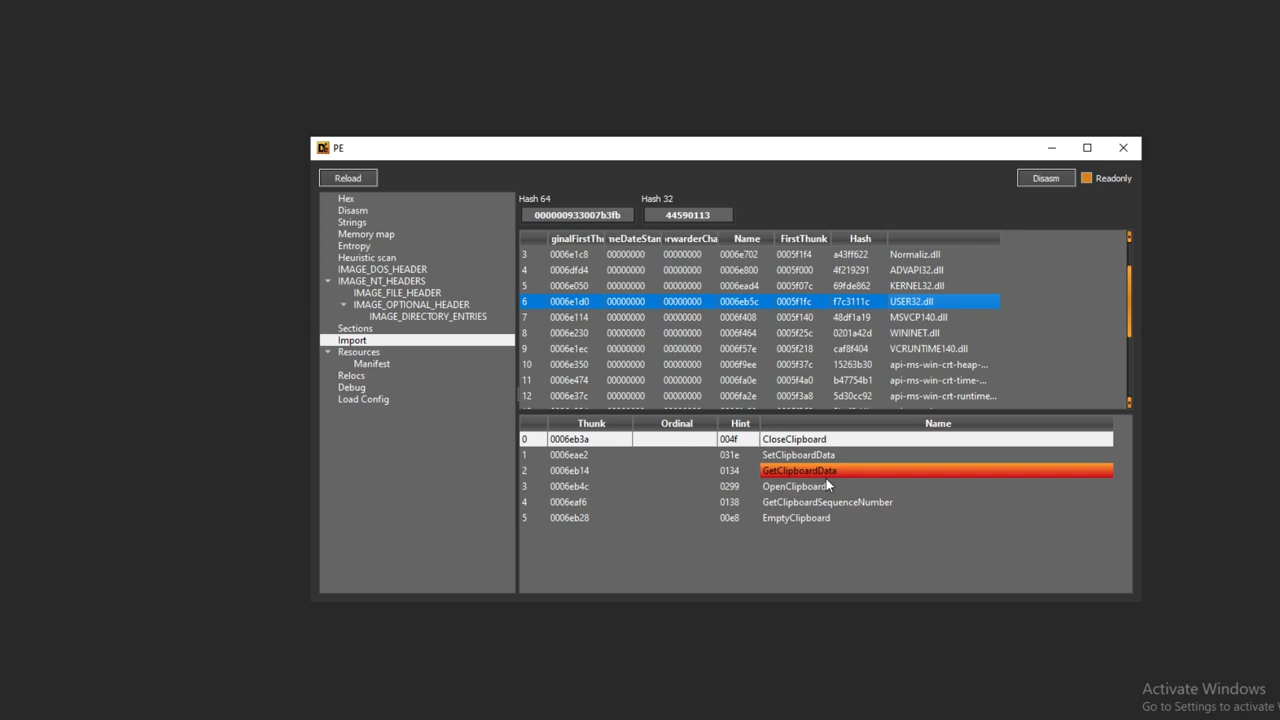 PE
Reload
Disasm
Readonly
Hex
Disasm
Strings
Memory map
Entropy
Heuristic scan
IMAGE_DOS_HEADER
IMAGE_NT_HEADERS
IMAGE_FILE_HEADER
IMAGE_OPTIONAL_HEADER
IMAGE_DIRECTORY_ENTRIES
Sections
Import
Resources
Manifest
Relocs
Debug
Load Config
Hash 64 Hash 32
000000933007b3fb 44590113
Name FirstThunk Hash
3 0006e1c8 00000000 00000000 0006e702 0005f1f4 a43ff622 Normaliz.dll
4 0006dfd4 00000000 00000000 0006e800 0005f000 4f219291 ADVAPI32.dll
5 0006e050 00000000 00000000 0006ead4 0005f07c 69fde862 KERNEL32.dll
6 0006e1d0 00000000 00000000 0006eb5c 0005f1fc f7c3111c USER32.dll
7 0006e114 00000000 00000000 0006f408 0005f140 48df1a19 MSVCP140.dll
8 0006e230 00000000 00000000 0006f464 0005f25c 0201a42d WININET.dll
9 0006e1ec 00000000 00000000 0006f57e 0005f218 caf8f404 VCRUNTIME140.dll
10 0006e350 00000000 00000000 0006f9ee 0005f37c 15263b30 api-ms-win-crt-heap-...
11 0006e474 00000000 00000000 0006fa0e 0005f4a0 b47754b1 api-ms-win-crt-time-...
12 0006e37c 00000000 00000000 0006fa2e 0005f3a8 5d30cc92 api-ms-win-crt-runtime...
Thunk Ordinal Hint Name
0 0006eb3a 004f CloseClipboard
1 0006eae2 031e SetClipboardData
2 0006eb14 0134 GetClipboardData
3 0006eb4c 0299 OpenClipboard
4 0006eaf6 0138 GetClipboardSequenceNumber
5 0006eb28 00e8 EmptyClipboard
Activate Windows
Go to Settings to activate